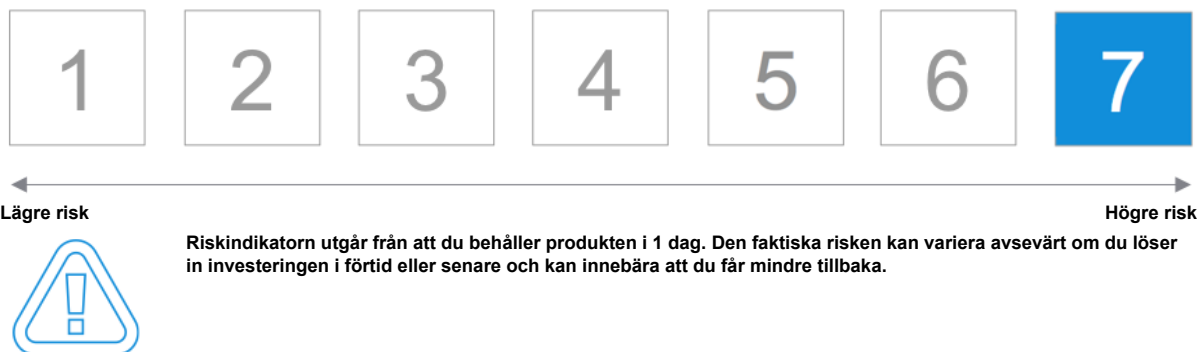 1 2 3 4 5 6 7
Lägre risk Högre risk
Riskindikatorn utgår från att du behåller produkten i 1 dag. Den faktiska risken kan variera avsevärt om du löser
in investeringen i förtid eller senare och kan innebära att du får mindre tillbaka.